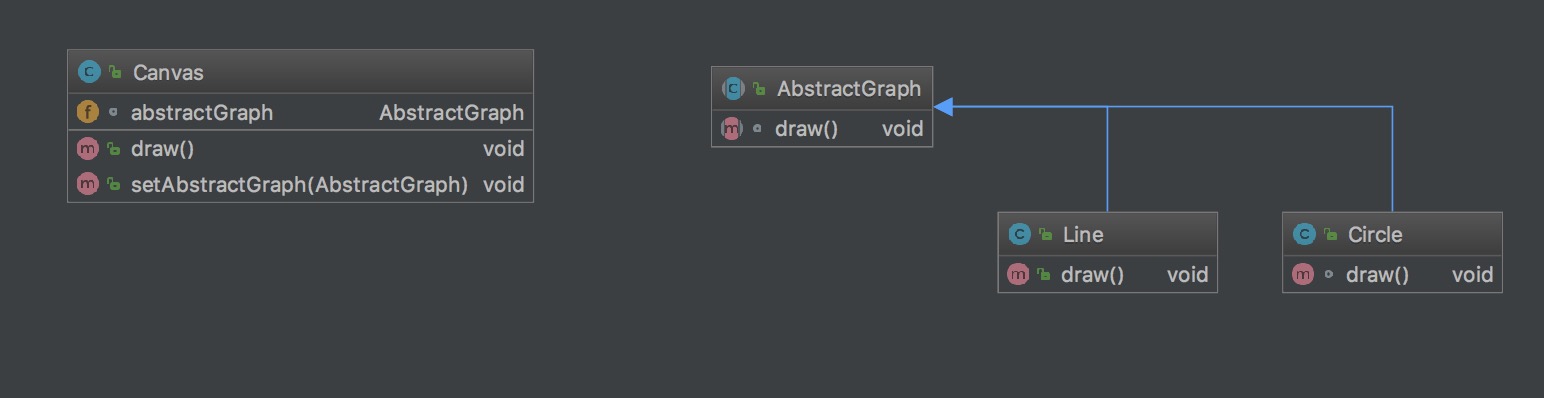 C Canvas
f abstractGraph AbstractGraph
m draw() void
m setAbstractGraph(AbstractGraph) void
C AbstractGraph
m draw() void
C Line
m draw() void
C Circle
m draw() void